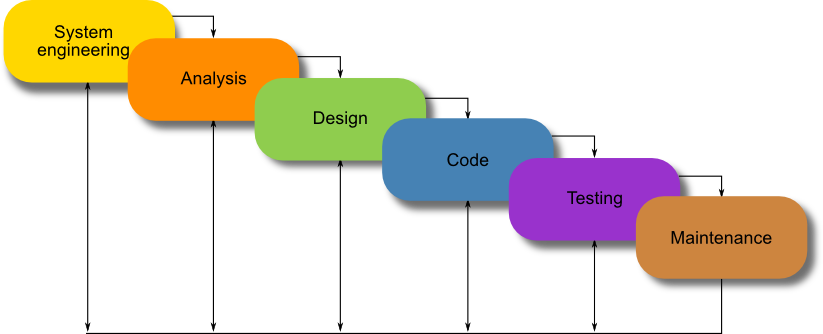 System
engineering
Analysis
Design
Code
Testing
Maintenance